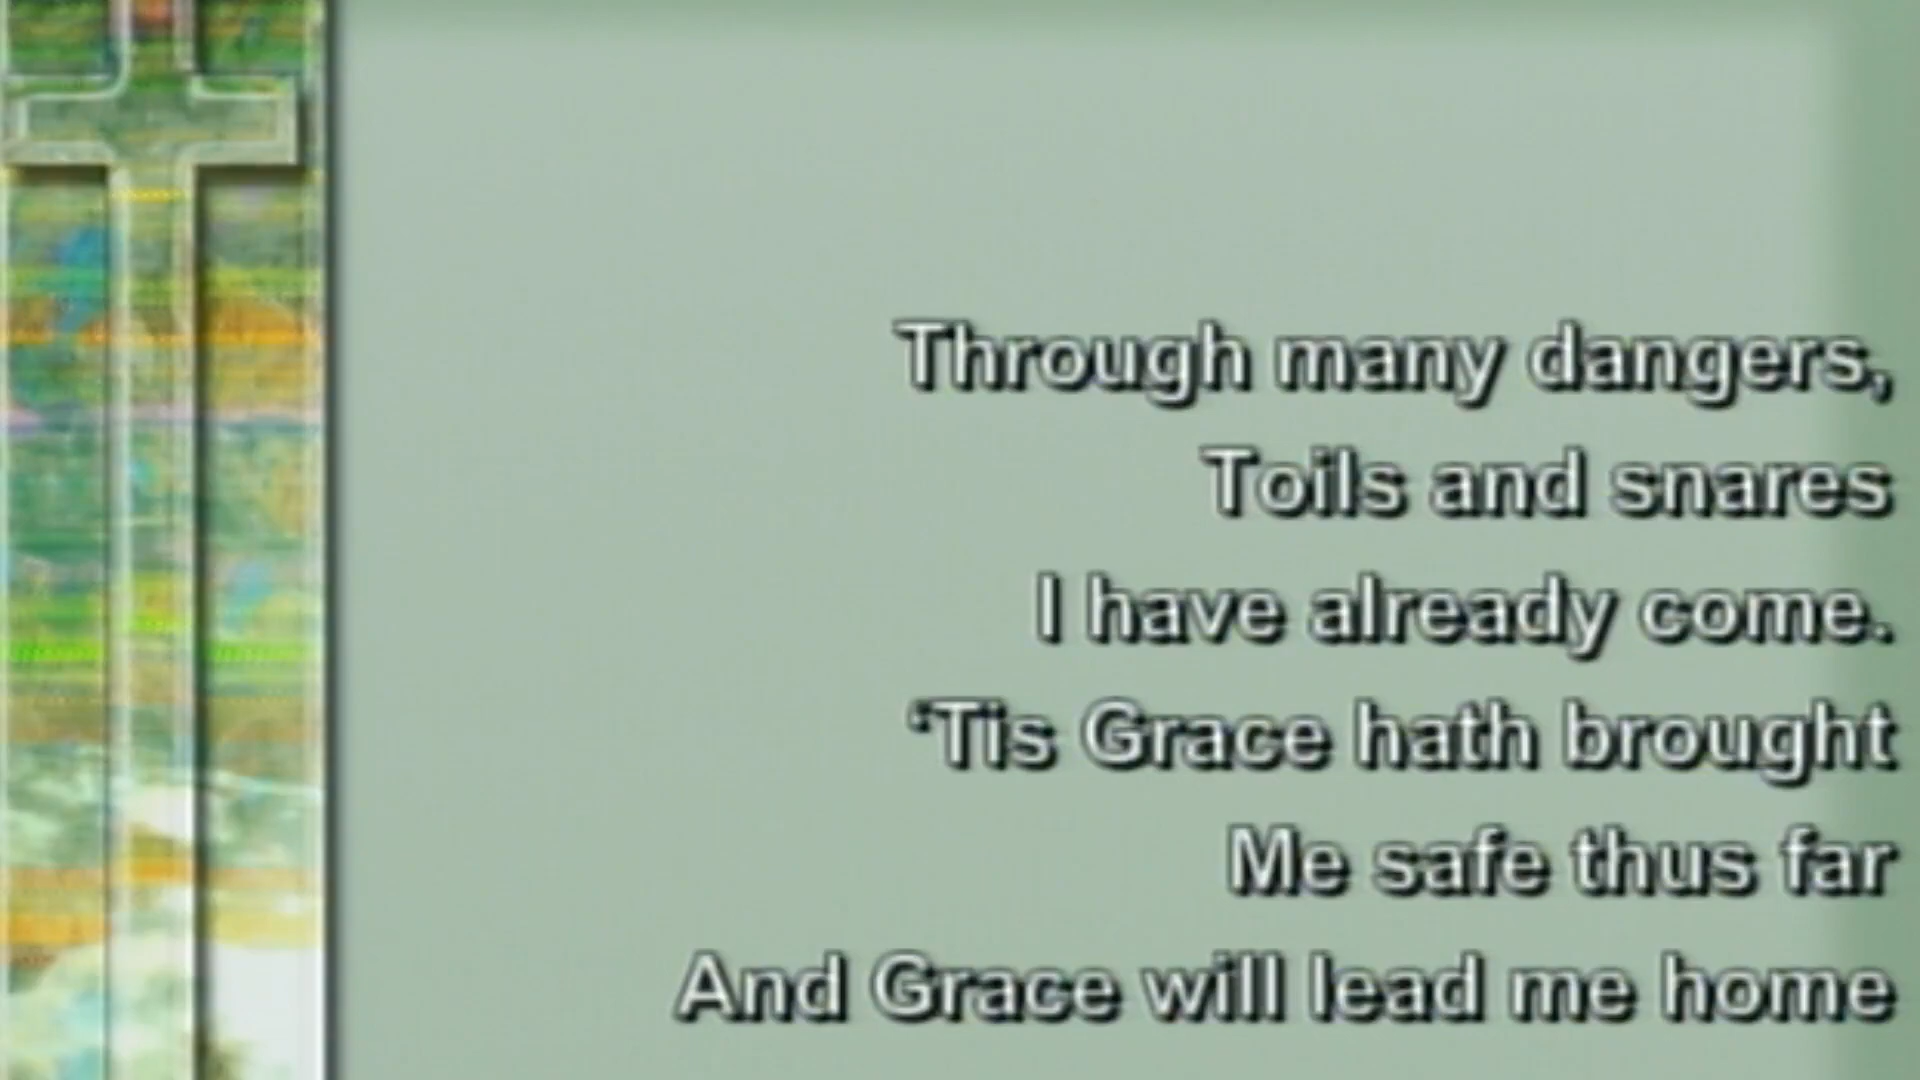 Through many dangers,
Toils and snares
I have already come.
‘Tis Grace hath brought
Me safe thus far
And Grace will lead me home